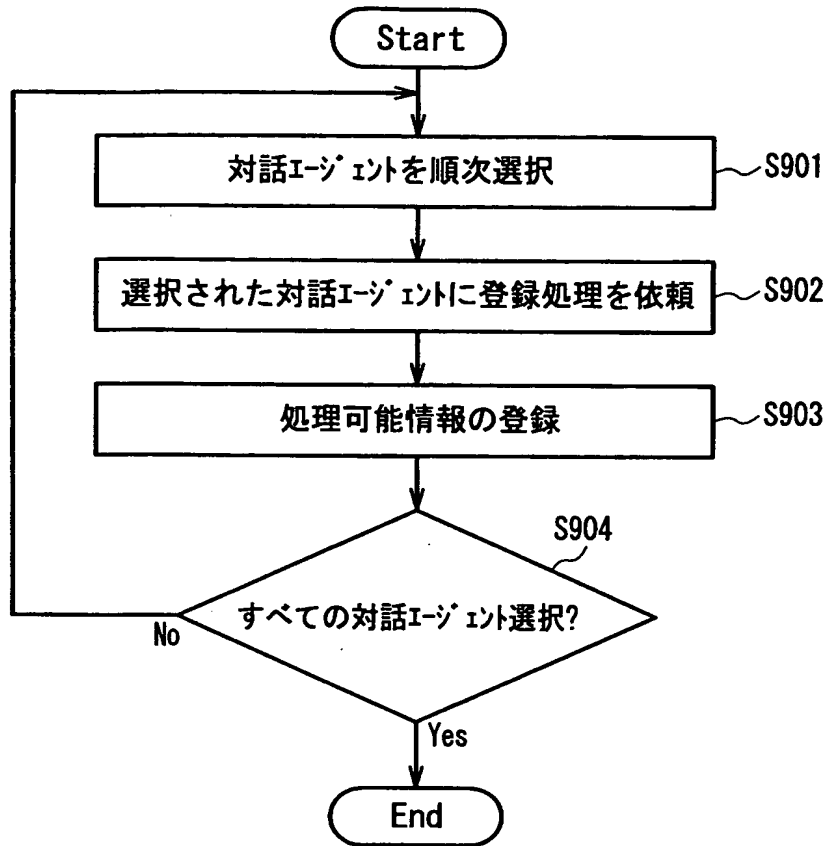 Start
対話ｴｰｼﾞｪﾝﾄを順次選択
S901
選択された対話ｴｰｼﾞｪﾝﾄに登録処理を依頼
S902
処理可能情報の登録
S903
S904
すべての対話ｴｰｼﾞｪﾝﾄ選択?
No
Yes
End